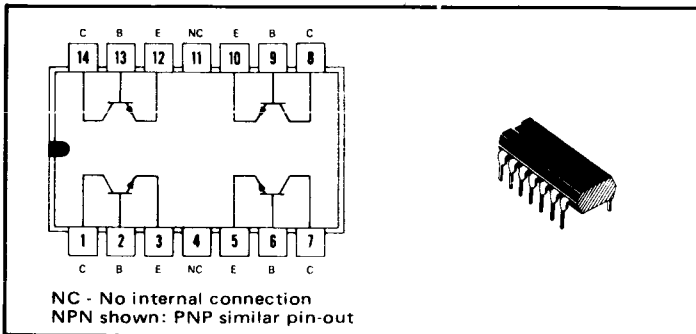 C B E NC E B C
14 13 12 11 10 9 8
1 2 3 4 5 6 7
C B E NC E B C
NC - No internal connection
NPN shown: PNP similar pin-out